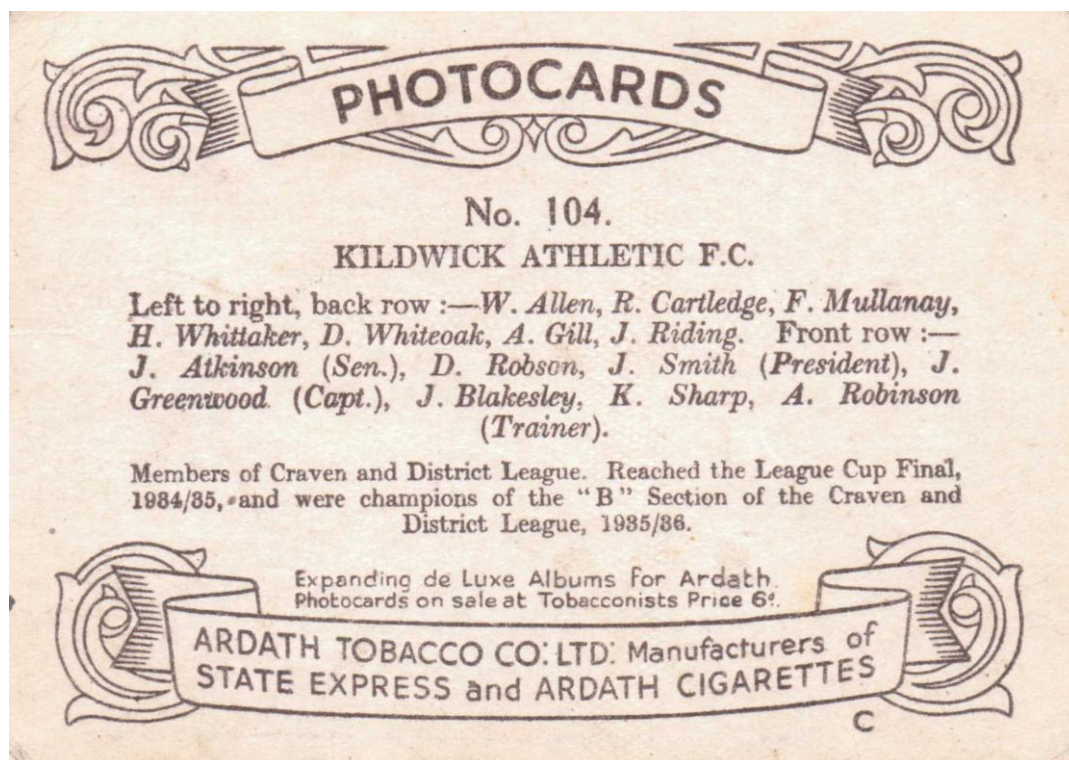 PHOTOCARDS
No. 104.
KILDWICK ATHLETIC F.C.
Left to right, back row :—W. Allen, R. Cartledge, F. Mullanay,
H. Whittaker, D. Whiteoak, A. Gill, J. Riding. Front row :—
J. Atkinson (Sen.), D. Robson, J. Smith (President), J.
Greenwood (Capt.), J. Blakesley, K. Sharp, A. Robinson
(Trainer).
Members of Craven and District League. Reached the League Cup Final,
1934/35, and were champions of the "B" Section of the Craven and
District League, 1935/36.
Expanding de Luxe Albums for Ardath
Photocards on sale at Tobacconists Price 6d.
ARDATH TOBACCO CO: LTD: Manufacturers of
STATE EXPRESS and ARDATH CIGARETTES
C